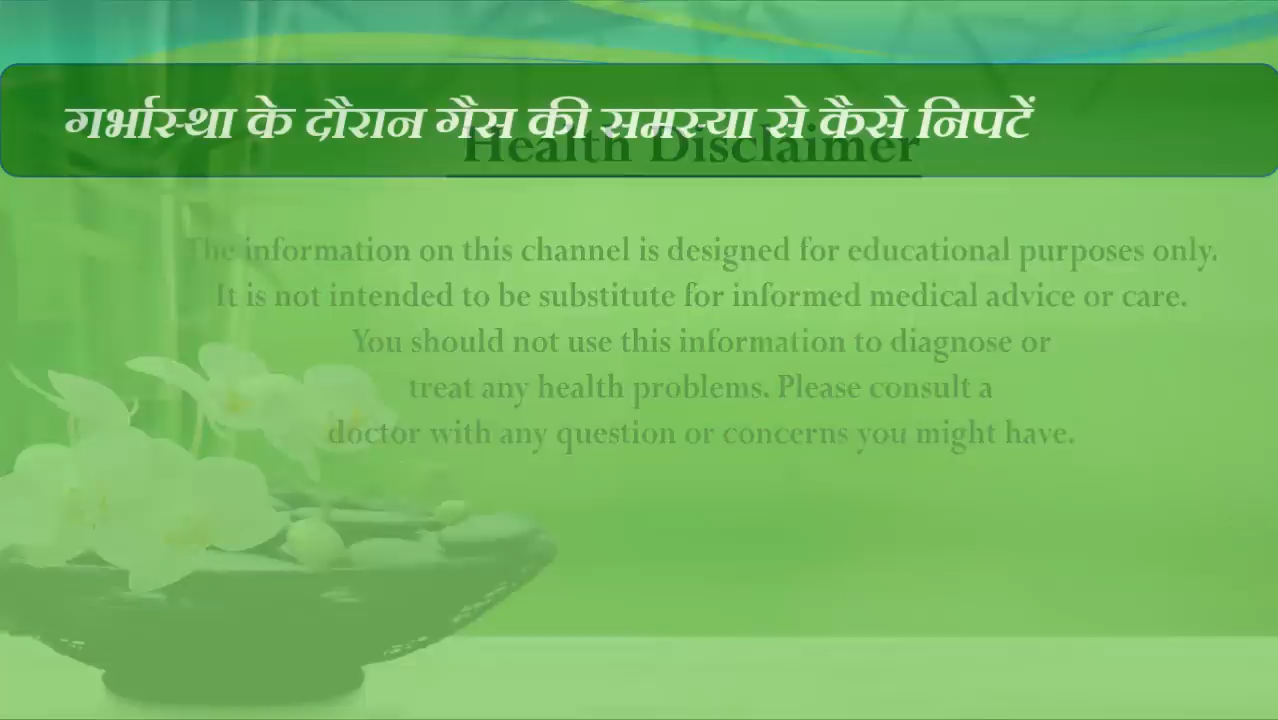 गर्भास्था के दौरान गैस की समस्या से कैसे निपटें
Health Disclaimer
The information on this channel is designed for educational purposes only.
It is not intended to be substitute for informed medical advice or care.
You should not use this information to diagnose or
treat any health problems. Please consult a
doctor with any question or concerns you might have.